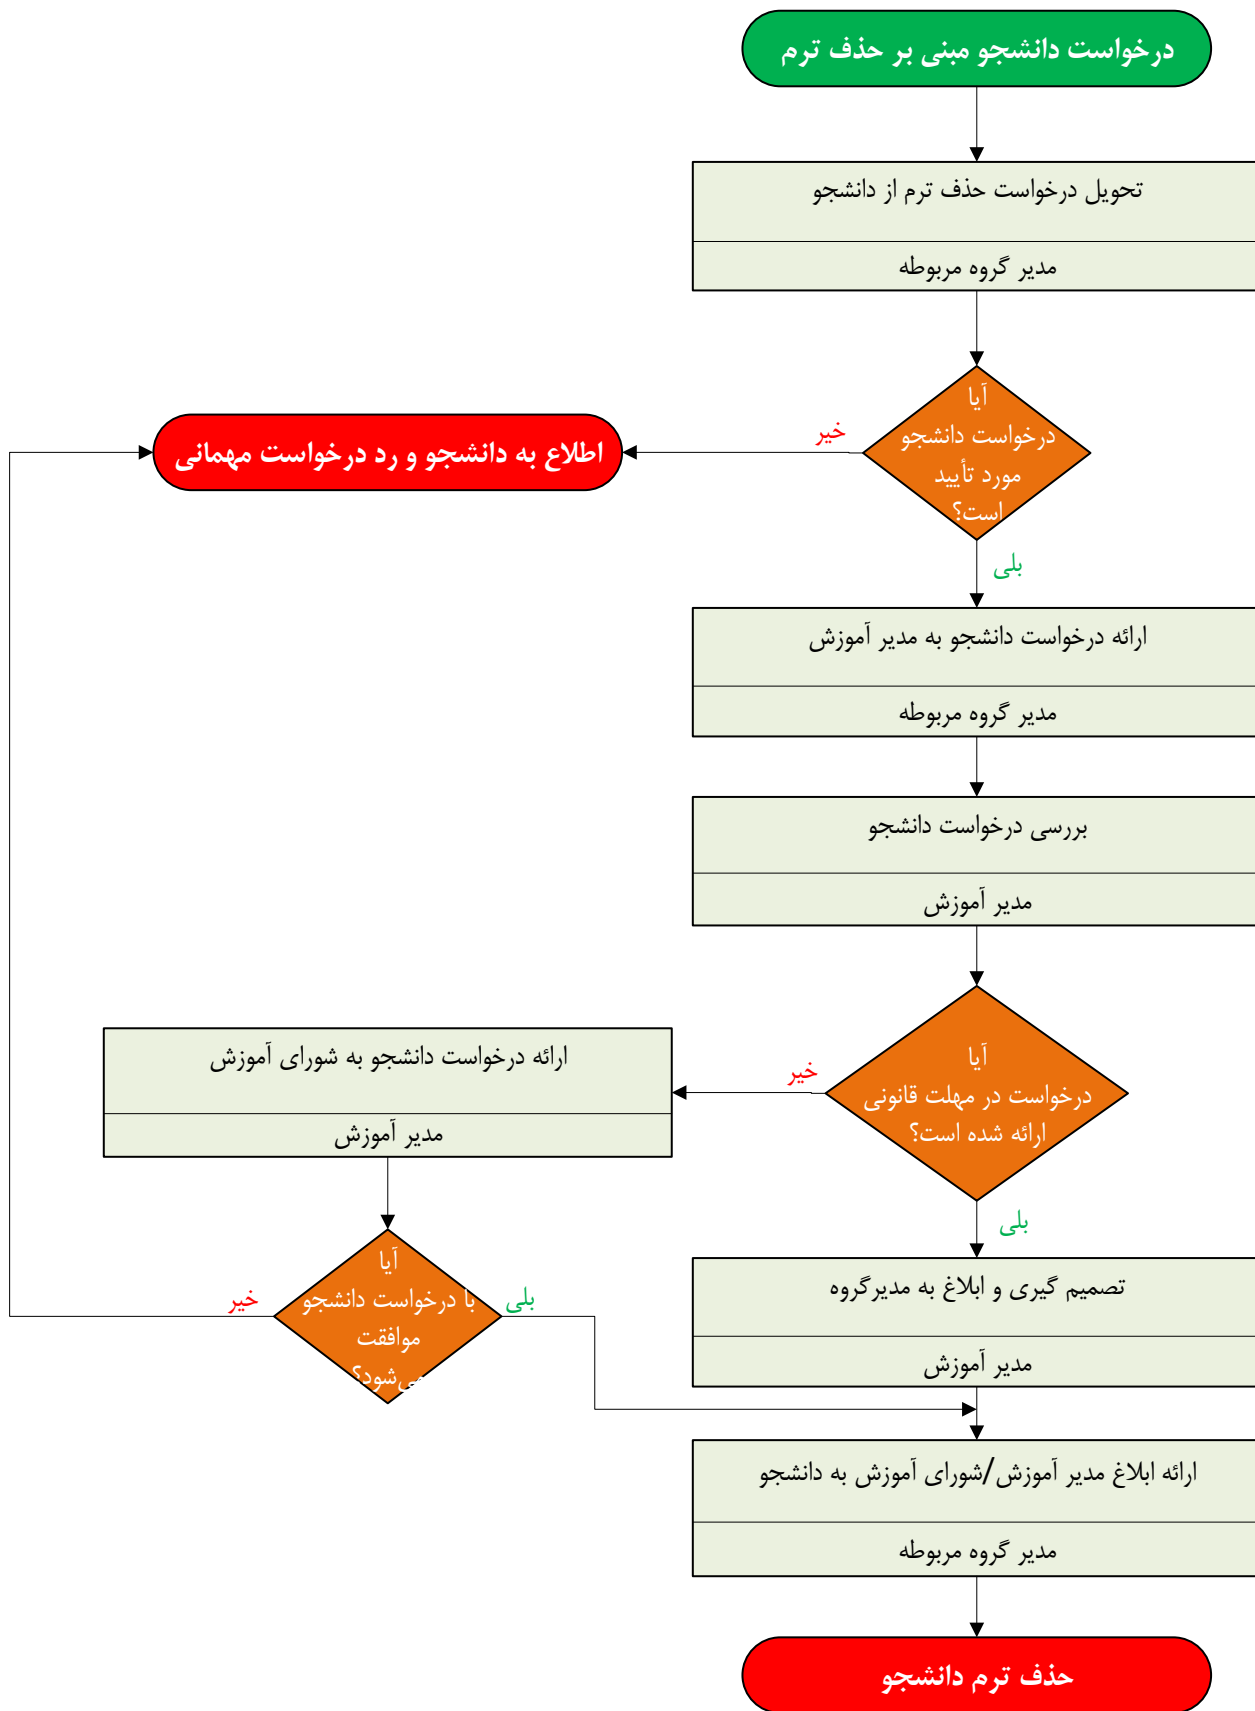 درخواست دانشجو مبنی بر حذف ترم
تحویل درخواست حذف ترم از دانشجو
مدیر گروه مربوطه
آیا
درخواست دانشجو
مورد تأیید
است؟
خیر
اطلاع به دانشجو و رد درخواست مهمانی
بلی
ارائه درخواست دانشجو به مدیر آموزش
مدیر گروه مربوطه
بررسی درخواست دانشجو
مدیر آموزش
آیا
درخواست در مهلت قانونی
ارائه شده است؟
خیر
ارائه درخواست دانشجو به شورای آموزش
مدیر آموزش
بلی
آیا
با درخواست دانشجو
موافقت
می‌شود؟
بلی
خیر
تصمیم گیری و ابلاغ به مدیرگروه
مدیر آموزش
ارائه ابلاغ مدیر آموزش/شورای آموزش به دانشجو
مدیر گروه مربوطه
حذف ترم دانشجو